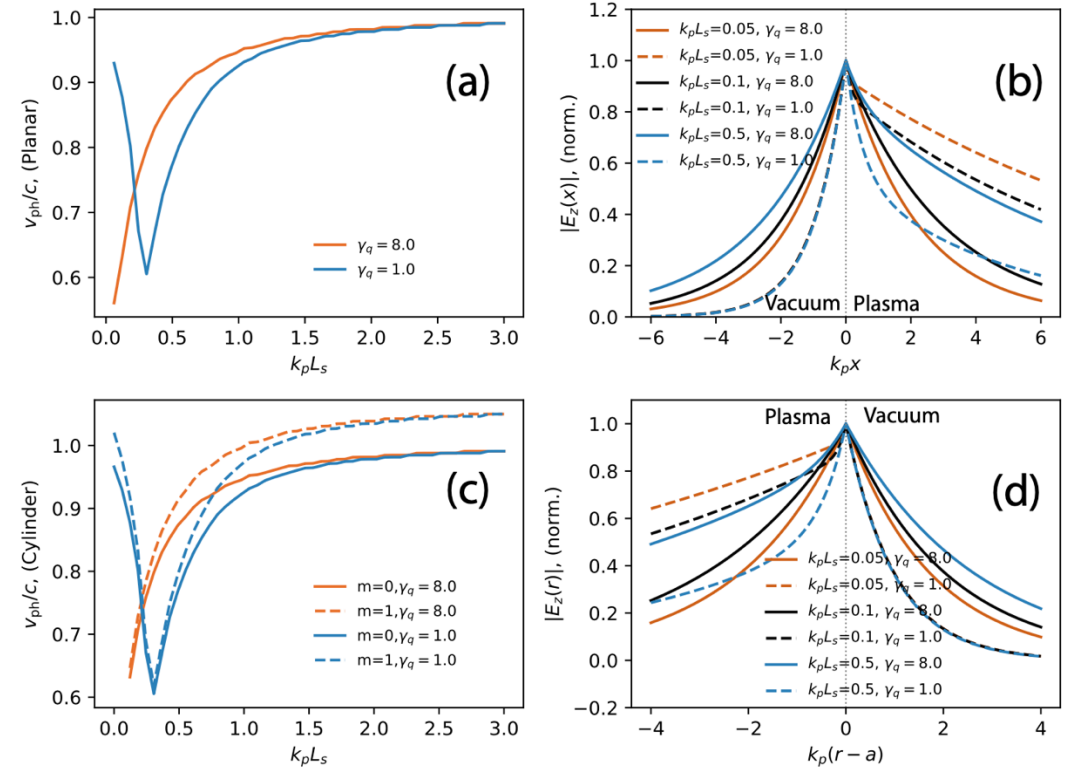 (a)
1.0
0.9
0.8
0.7
0.6
v_ph/c, (Planar)
γ_q = 8.0
γ_q = 1.0
0.0 0.5 1.0 1.5 2.0 2.5 3.0
k_pL_s
(b)
1.2
1.0
0.8
0.6
0.4
0.2
0.0
|E_z(x)|, (norm.)
k_pL_s=0.05, γ_q = 8.0
k_pL_s=0.05, γ_q = 1.0
k_pL_s=0.1, γ_q = 8.0
k_pL_s=0.1, γ_q = 1.0
k_pL_s=0.5, γ_q = 8.0
k_pL_s=0.5, γ_q = 1.0
Vacuum Plasma
−6 −4 −2 0 2 4 6
k_px
(c)
1.0
0.9
0.8
0.7
0.6
v_ph/c, (Cylinder)
m=0,γ_q = 8.0
m=1,γ_q = 8.0
m=0,γ_q = 1.0
m=1,γ_q = 1.0
0.0 0.5 1.0 1.5 2.0 2.5 3.0
k_pL_s
(d)
1.0
0.8
0.6
0.4
0.2
0.0
−0.2
|E_z(r)|, (norm.)
Plasma Vacuum
k_pL_s=0.05, γ_q = 8.0
k_pL_s=0.05, γ_q = 1.0
k_pL_s=0.1, γ_q = 8.0
k_pL_s=0.1, γ_q = 1.0
k_pL_s=0.5, γ_q = 8.0
k_pL_s=0.5, γ_q = 1.0
−4 −2 0 2 4
k_p(r − a)